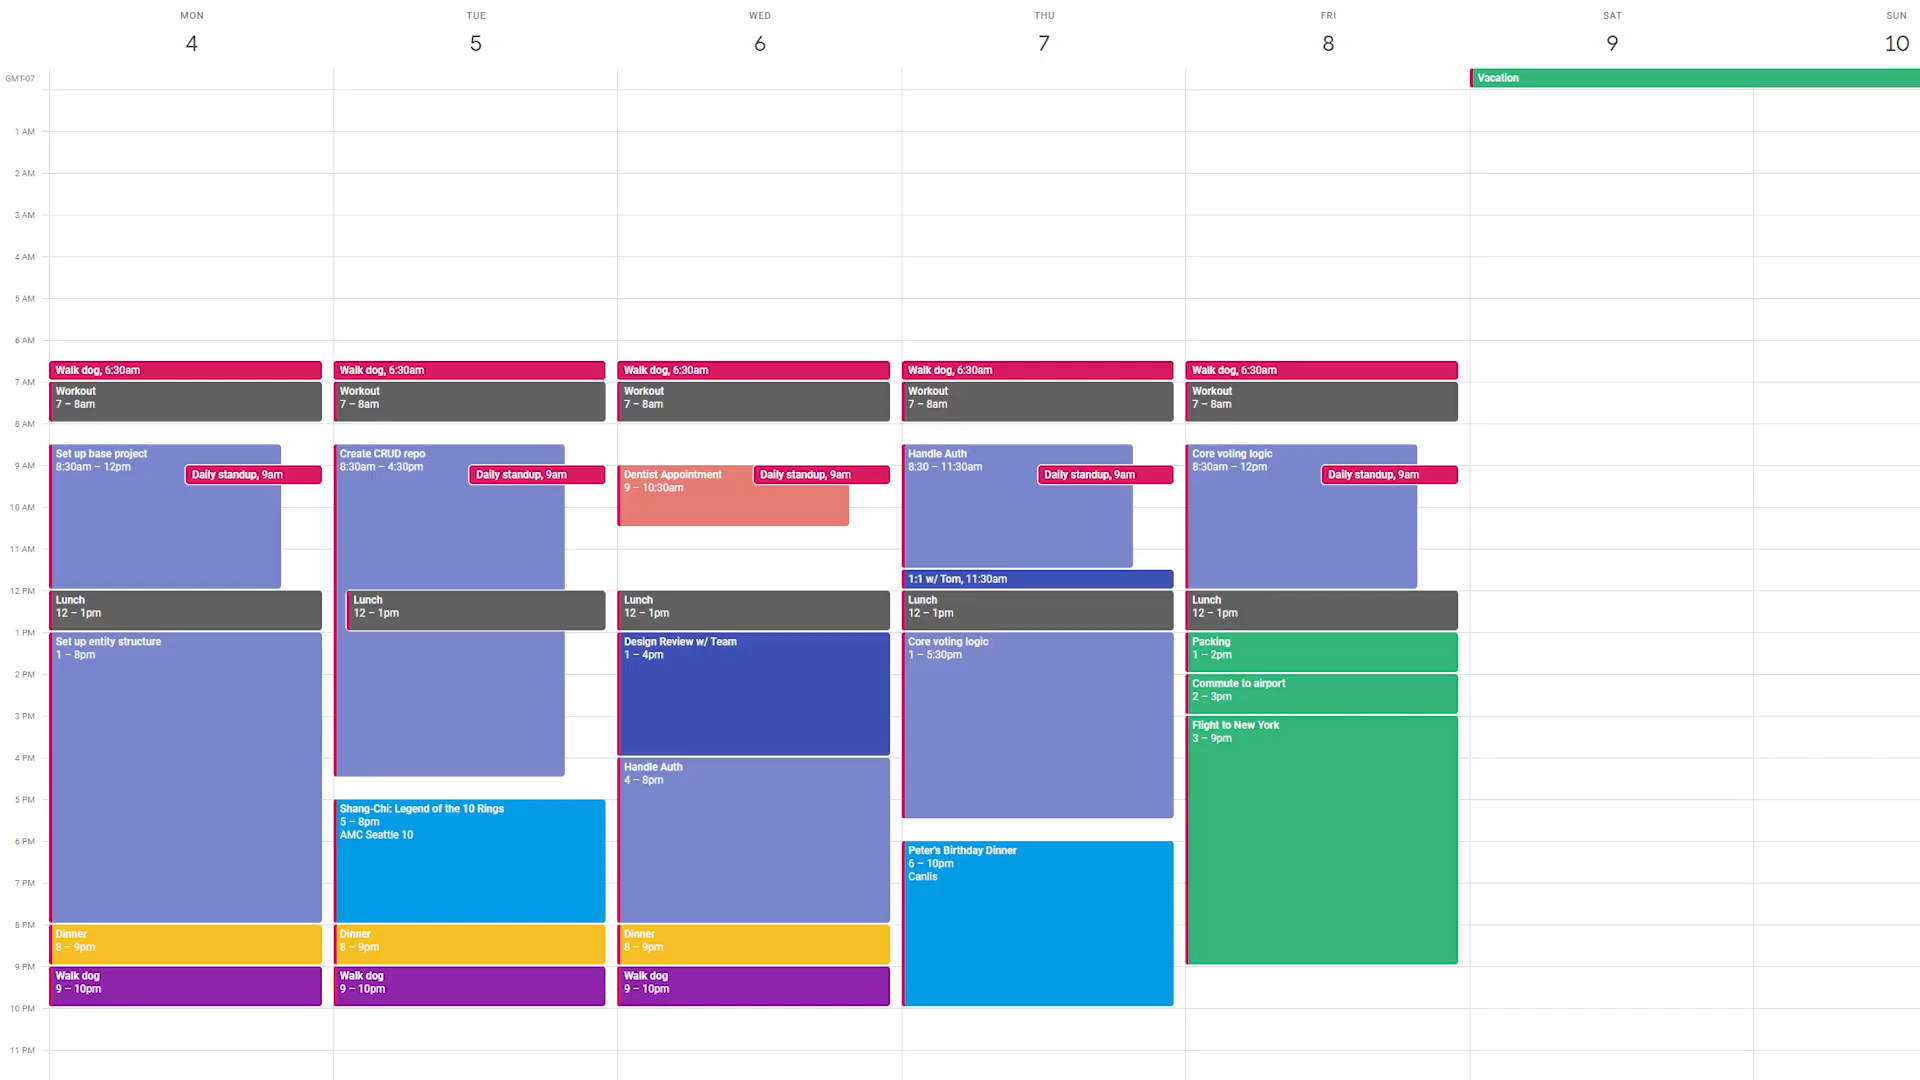 MON
TUE
WED
THU
FRI
SAT
SUN
4
5
6
7
8
9
10
GMT-07
Vacation
1 AM
2 AM
3 AM
4 AM
5 AM
6 AM
7 AM
8 AM
9 AM
10 AM
11 AM
12 PM
1 PM
2 PM
3 PM
4 PM
5 PM
6 PM
7 PM
8 PM
9 PM
10 PM
11 PM
Walk dog, 6:30am
Workout
7 – 8am
Set up base project
8:30am – 12pm
Daily standup, 9am
Lunch
12 – 1pm
Set up entity structure
1 – 8pm
Dinner
8 – 9pm
Walk dog
9 – 10pm
Walk dog, 6:30am
Workout
7 – 8am
Create CRUD repo
8:30am – 4:30pm
Daily standup, 9am
Lunch
12 – 1pm
Shang-Chi: Legend of the 10 Rings
5 – 8pm
AMC Seattle 10
Dinner
8 – 9pm
Walk dog
9 – 10pm
Walk dog, 6:30am
Workout
7 – 8am
Dentist Appointment
9 – 10:30am
Daily standup, 9am
Lunch
12 – 1pm
Design Review w/ Team
1 – 4pm
Handle Auth
4 – 8pm
Dinner
8 – 9pm
Walk dog
9 – 10pm
Walk dog, 6:30am
Workout
7 – 8am
Handle Auth
8:30 – 11:30am
Daily standup, 9am
1:1 w/ Tom, 11:30am
Lunch
12 – 1pm
Core voting logic
1 – 5:30pm
Peter's Birthday Dinner
6 – 10pm
Canlis
Walk dog, 6:30am
Workout
7 – 8am
Core voting logic
8:30am – 12pm
Daily standup, 9am
Lunch
12 – 1pm
Packing
1 – 2pm
Commute to airport
2 – 3pm
Flight to New York
3 – 9pm